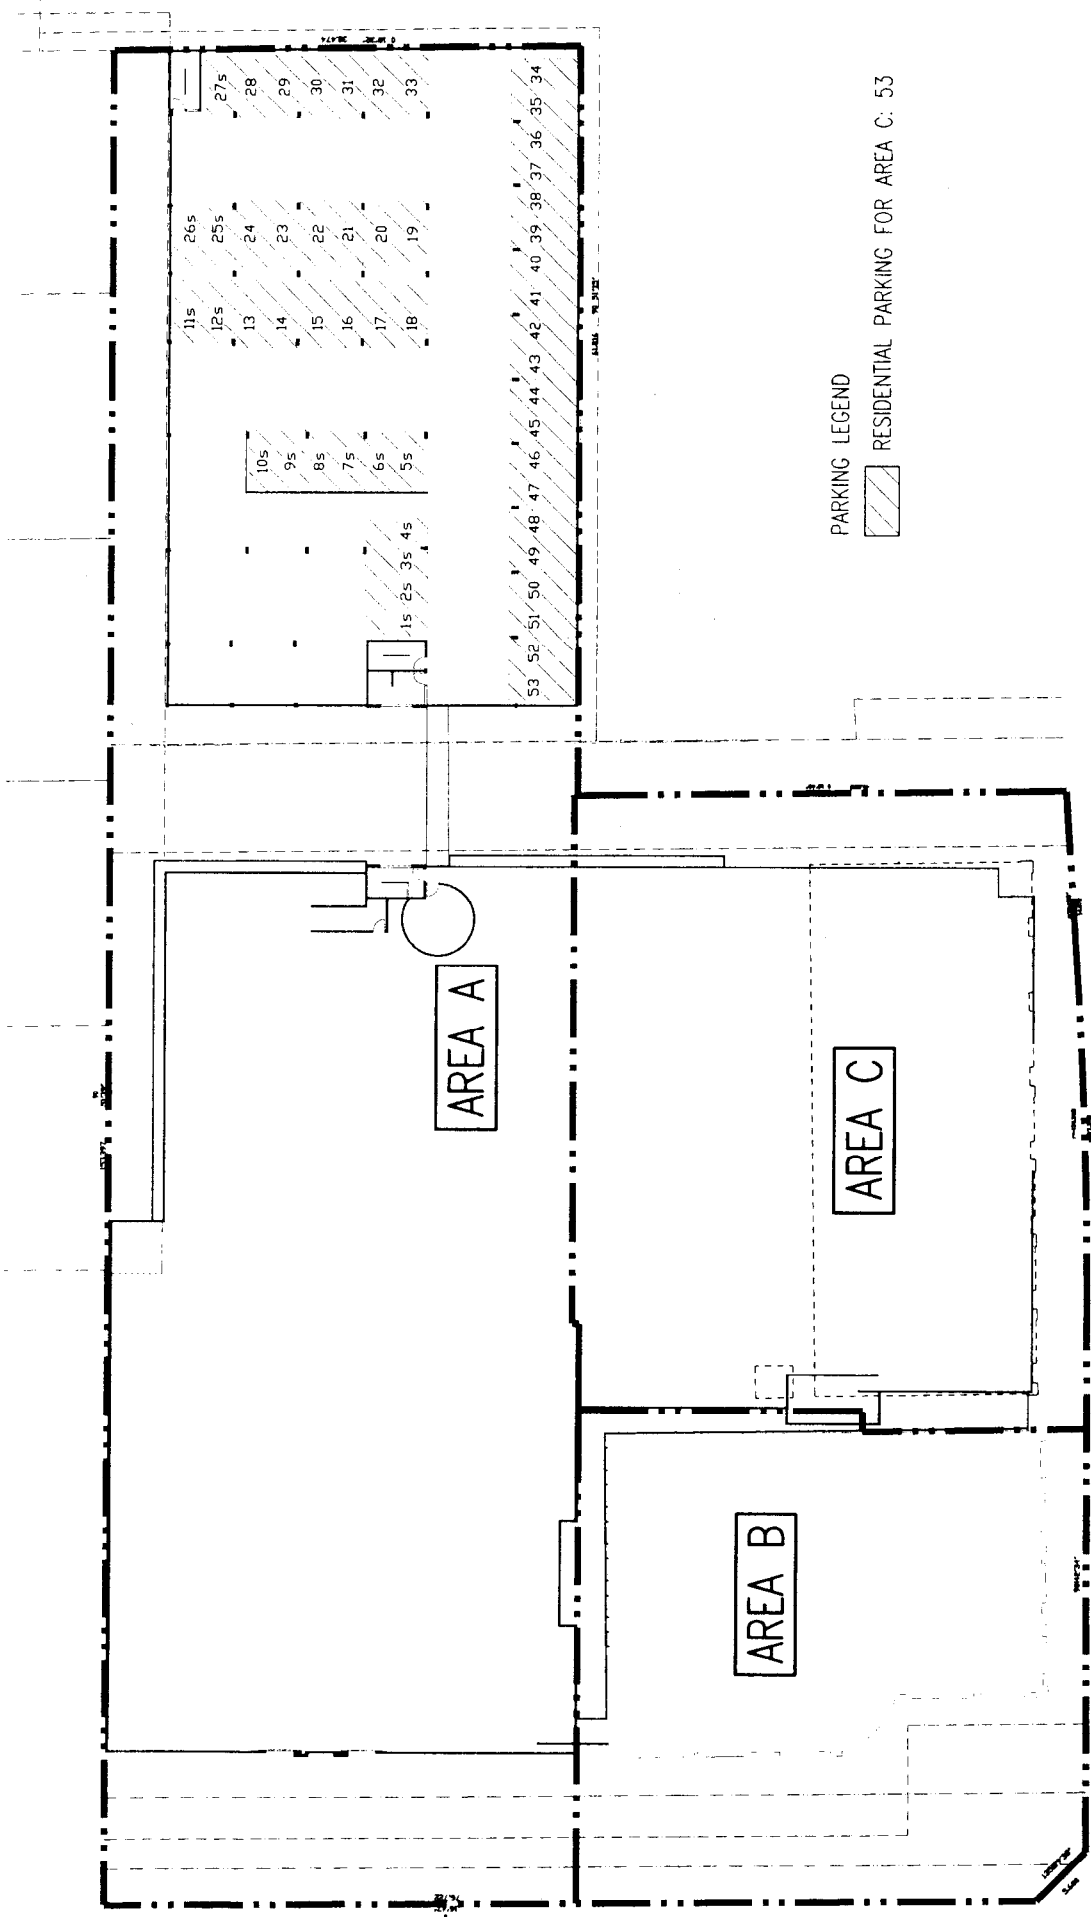 27s 28 29 30 31 32 33
26s 25s 24 23 22 21 20 19
11s 12s 13 14 15 16 17 18
10s 9s 8s 7s 6s 5s
1s 2s 3s 4s
53 52 51 50 49 48 47 46 45 44 43 42 41 40 39 38 37 36 35 34
PARKING LEGEND
RESIDENTIAL PARKING FOR AREA C: 53
AREA A
AREA C
AREA B